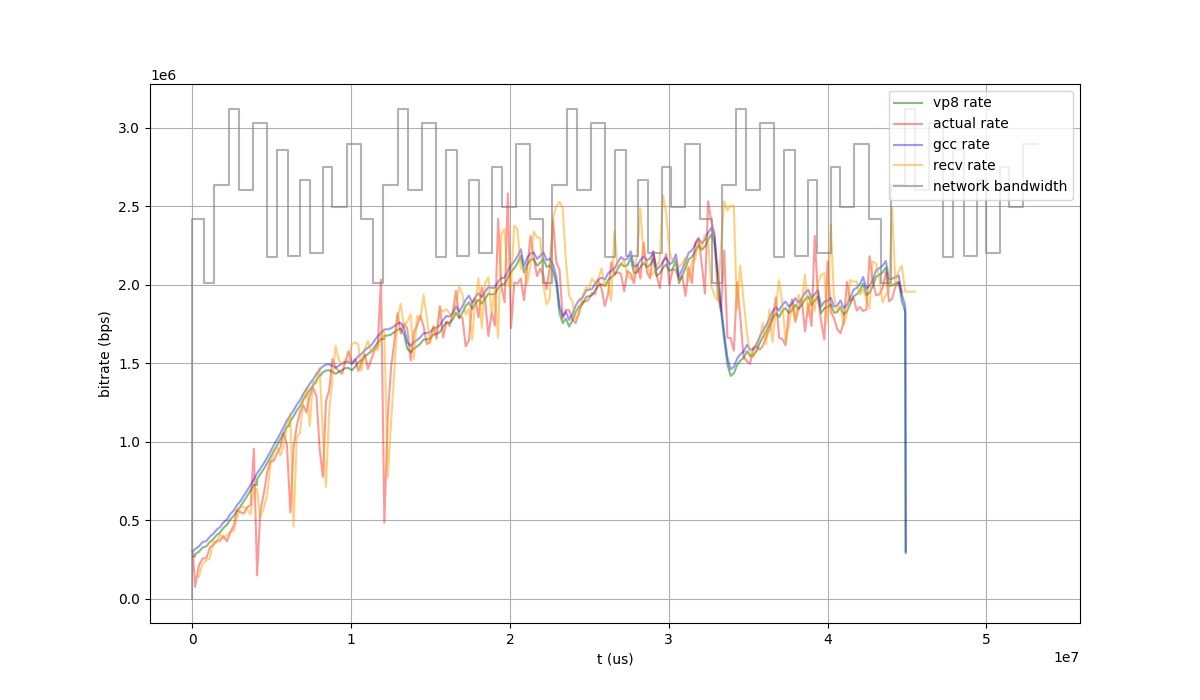 1e6
3.0
2.5
2.0
1.5
1.0
0.5
0.0
bitrate (bps)
vp8 rate
actual rate
gcc rate
recv rate
network bandwidth
0
1
2
3
4
5
t (us)
1e7